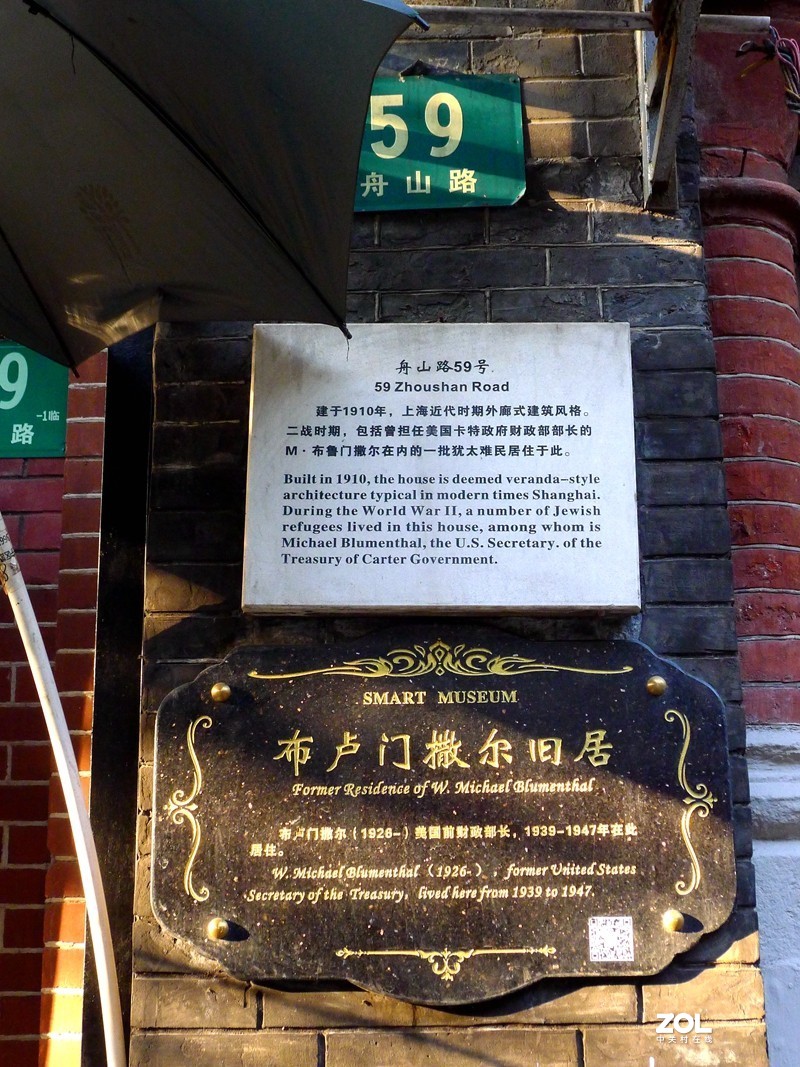 59
舟山路
9
-1临
路
舟山路59号
59 Zhoushan Road
建于1910年，上海近代时期外廊式建筑风格。
二战时期，包括曾担任美国卡特政府财政部部长的
M·布鲁门撒尔在内的一批犹太难民居住于此。
Built in 1910, the house is deemed veranda-style
architecture typical in modern times Shanghai.
During the World War II, a number of Jewish
refugees lived in this house, among whom is
Michael Blumenthal, the U.S. Secretary. of the
Treasury of Carter Government.
SMART MUSEUM
布卢门撒尔旧居
Former Residence of W. Michael Blumenthal
布卢门撒尔（1926-）美国前财政部长，1939-1947年在此
居住。
W. Michael Blumenthal （1926-），former United States
Secretary of the Treasury, lived here from 1939 to 1947.
ZOL
中关村在线